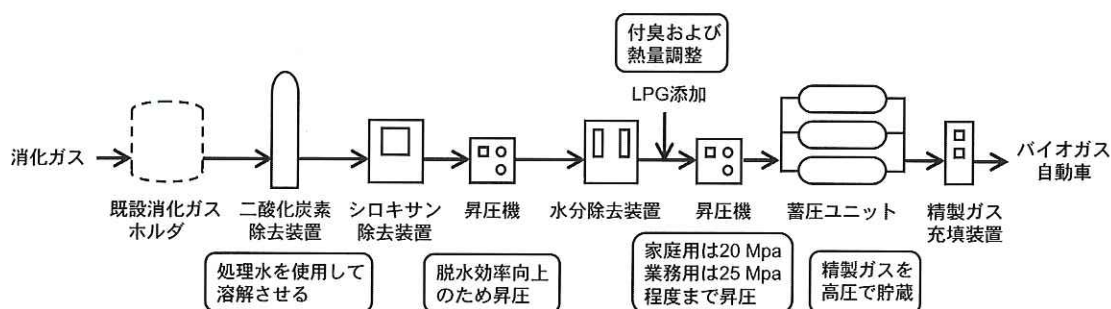 付臭および
熱量調整
LPG添加
消化ガス
バイオガス
自動車
既設消化ガス
ホルダ
二酸化炭素
除去装置
シロキサン
除去装置
昇圧機
水分除去装置
昇圧機
蓄圧ユニット
精製ガス
充填装置
処理水を使用して
溶解させる
脱水効率向上
のため昇圧
家庭用は20 Mpa
業務用は25 Mpa
程度まで昇圧
精製ガスを
高圧で貯蔵